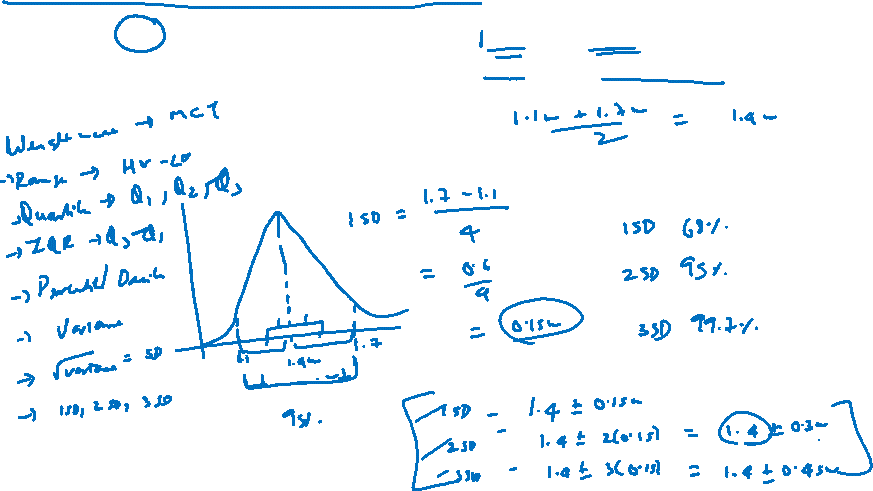 Weight mean → MCT
1.1m + 1.7m / 2 = 1.4m
→ Range → HV - LV
→ Quartile → Q1, Q2, Q3
→ IQR → Q3 - Q1
→ Percentile / Decile
→ Variance
→ √variance = SD
→ 1SD, 2SD, 3SD
1.1 1.4m 1.7
95%.
1SD = 1.7 - 1.1 / 4
= 0.6 / 4
= 0.15m
1SD 68%.
2SD 95%.
3SD 99.7%.
1SD - 1.4 ± 0.15m
2SD - 1.4 ± 2(0.15) = 1.4 ± 0.3m
3SD - 1.4 ± 3(0.15) = 1.4 ± 0.45m